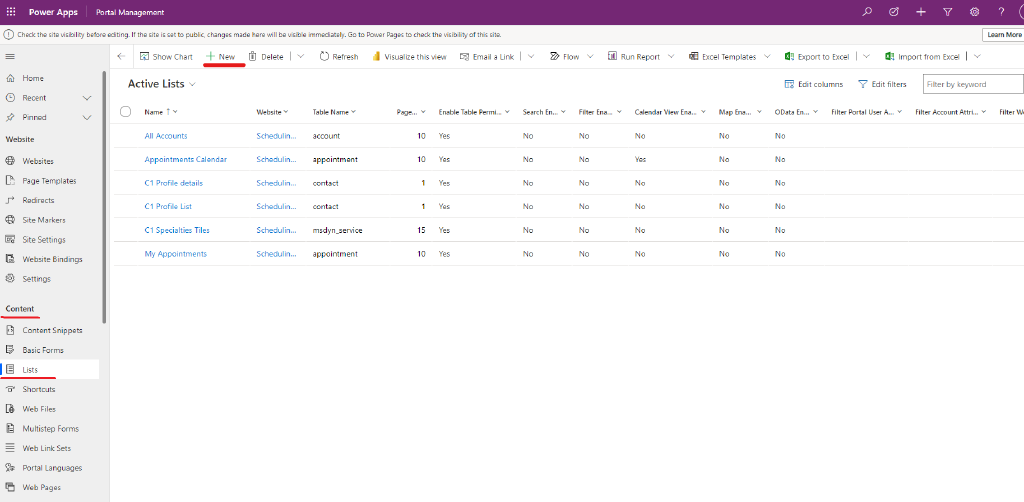 Power Apps Portal Management
Check the site visibility before editing. If the site is set to public, changes made here will be visible immediately. Go to Power Pages to check the visibility of this site. Learn More
Show Chart New Delete Refresh Visualize this view Email a Link Flow Run Report Excel Templates Export to Excel Import from Excel
Home
Recent
Pinned
Website
Websites
Page Templates
Redirects
Site Markers
Site Settings
Website Bindings
Settings
Content
Content Snippets
Basic Forms
Lists
Shortcuts
Web Files
Multistep Forms
Web Link Sets
Portal Languages
Web Pages
Active Lists Edit columns Edit filters Filter by keyword
Name Website Table Name Page... Enable Table Permi... Search En... Filter Ena... Calendar View Ena... Map Ena... OData En... Filter Portal User A... Filter Account Attri... Filter We
All Accounts Schedulin... account 10 Yes No No No No No
Appointments Calendar Schedulin... appointment 10 Yes No No Yes No No
C1 Profile details Schedulin... contact 1 Yes No No No No No
C1 Profile List Schedulin... contact 1 Yes No No No No No
C1 Specialties Tiles Schedulin... msdyn_service 15 Yes No No No No No
My Appointments Schedulin... appointment 10 Yes No No No No No